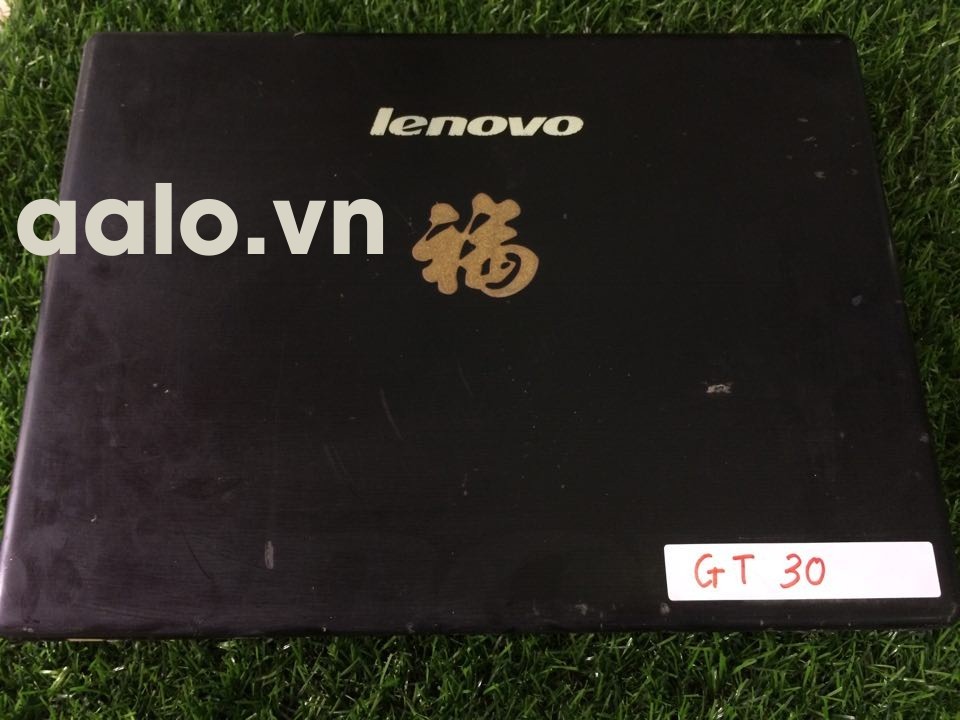 lenovo
aalo.vn
福
GT 30